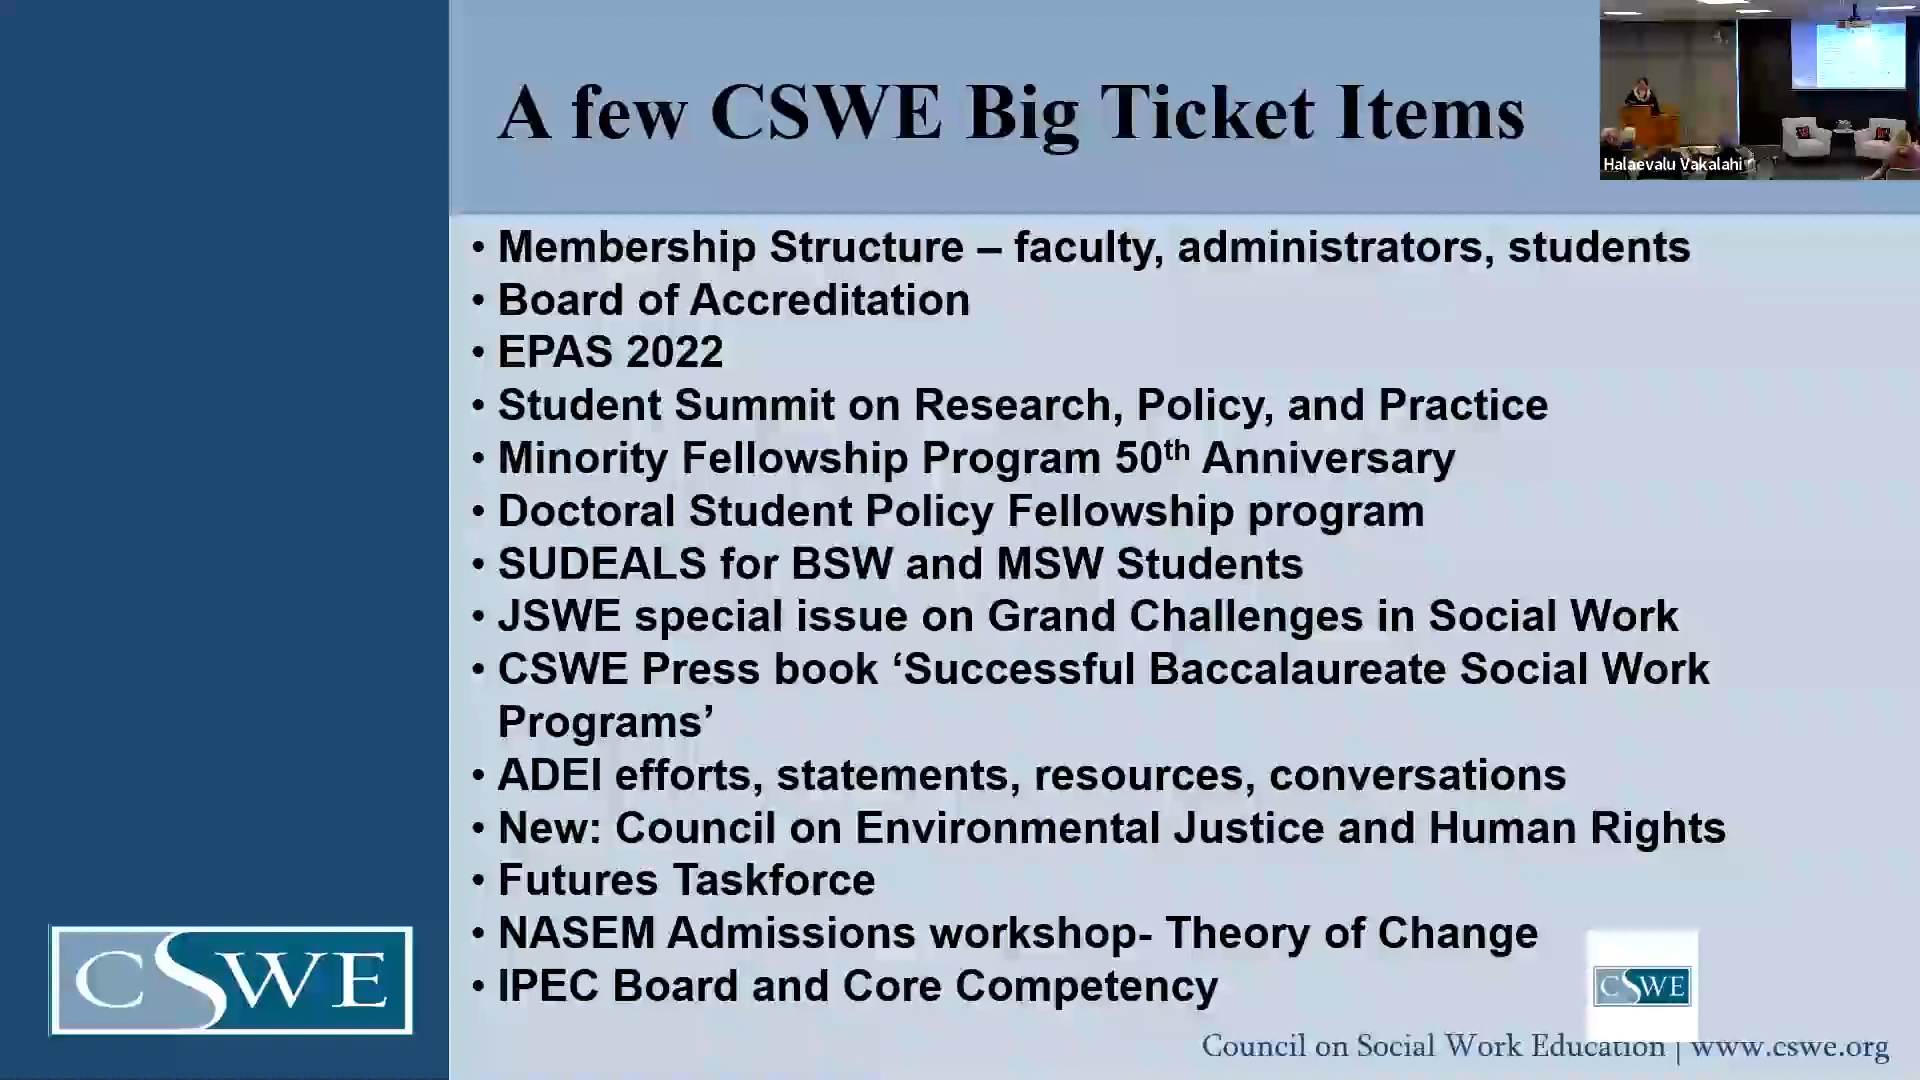 A few CSWE Big Ticket Items
Halaevalu Vakalahi
• Membership Structure – faculty, administrators, students
• Board of Accreditation
• EPAS 2022
• Student Summit on Research, Policy, and Practice
• Minority Fellowship Program 50th Anniversary
• Doctoral Student Policy Fellowship program
• SUDEALS for BSW and MSW Students
• JSWE special issue on Grand Challenges in Social Work
• CSWE Press book ‘Successful Baccalaureate Social Work
Programs’
• ADEI efforts, statements, resources, conversations
• New: Council on Environmental Justice and Human Rights
• Futures Taskforce
• NASEM Admissions workshop- Theory of Change
• IPEC Board and Core Competency
CSWE
CSWE
Council on Social Work Education | www.cswe.org